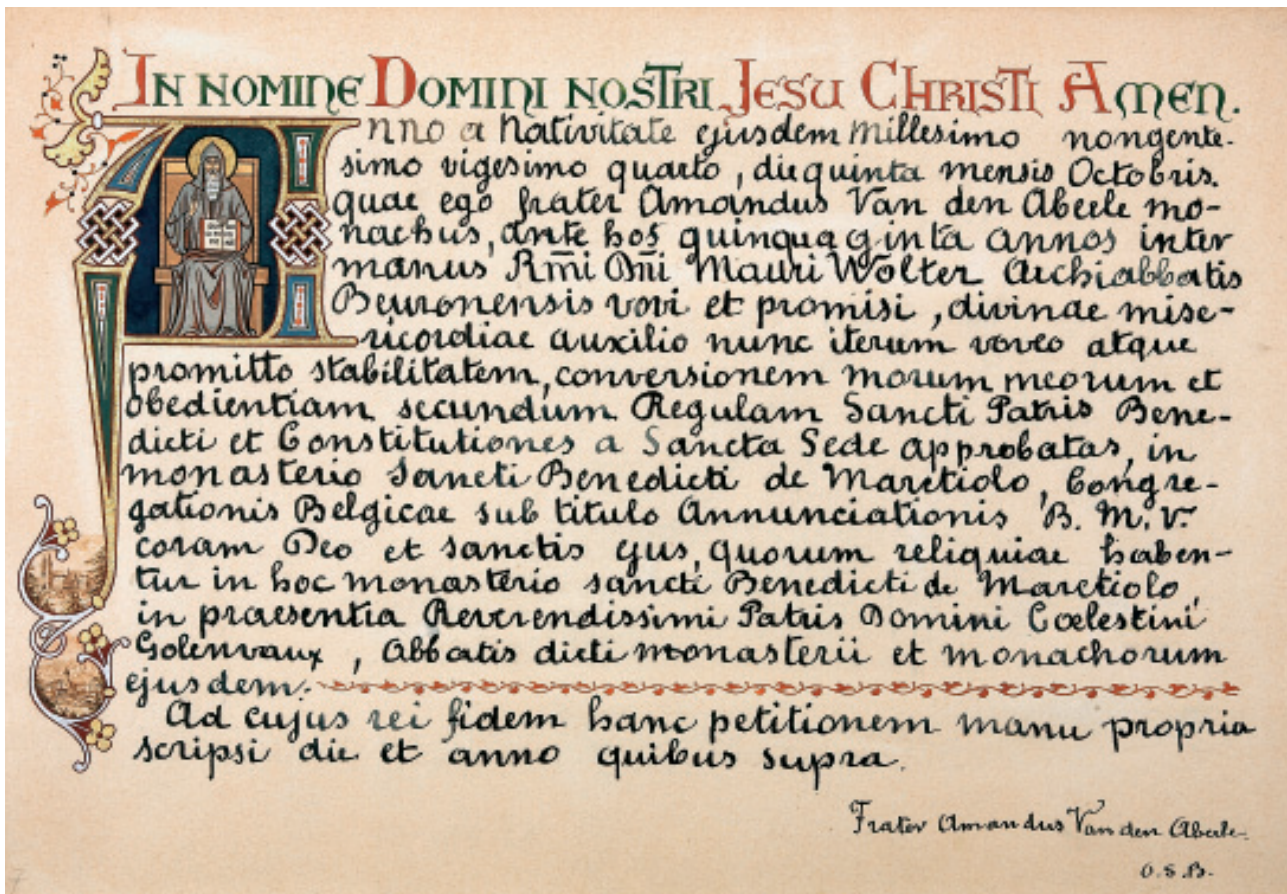 IN NOMINE DOMINI NOSTRI JESU CHRISTI AMEN.
Anno a Nativitate ejusdem Millesimo nongente-
simo vigesimo quarto, die quinta mensis Octobris.
quae ego frater Amandus Van den Abeele mo-
nachus, ante hos quinquaginta annos inter
manus Rm̄i Dn̄i Mauri Wolter Archiabbatis
Beuronensis vovi et promisi, divinae mise-
ricordiae auxilio nunc iterum voveo atque
promitto stabilitatem, conversionem morum meorum et
obedientiam secundum Regulam Sancti Patris Bene-
dicti et Constitutiones a Sancta Sede approbatas, in
monasterio Sancti Benedicti de Maretiolo, Congre-
gationis Belgicae sub titulo Annunciationis B. M. V.
coram Deo et sanctis ejus, quorum reliquiae haben-
tur in hoc monasterio sancti Benedicti de Maretiolo,
in praesentia Reverendissimi Patris Domini Coelestini
Golenvaux, Abbatis dicti monasterii et monachorum
ejusdem.
Ad cujus rei fidem hanc petitionem manu propria
scripsi die et anno quibus supra.
Frater Amandus Van den Abeele.
O. S. B.